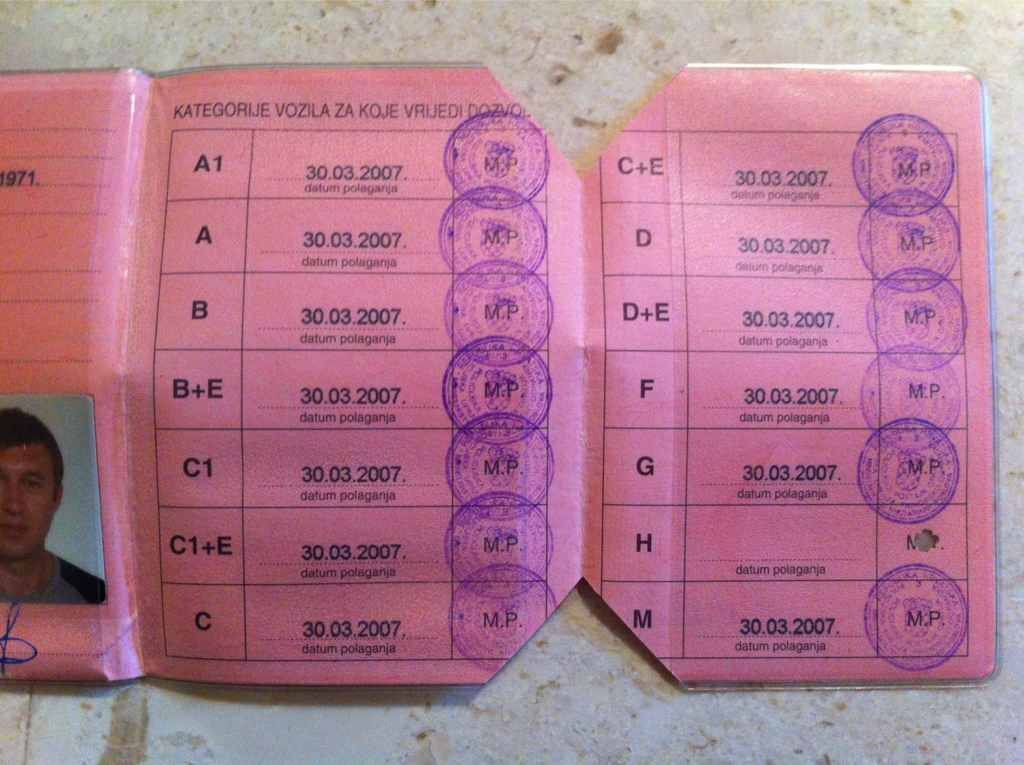 1971.
KATEGORIJE VOZILA ZA KOJE VRIJEDI DOZVOL
A1 30.03.2007. M.P.
datum polaganja
A 30.03.2007. M.P.
datum polaganja
B 30.03.2007. M.P.
datum polaganja
B+E 30.03.2007. M.P.
datum polaganja
C1 30.03.2007. M.P.
datum polaganja
C1+E 30.03.2007. M.P.
datum polaganja
C 30.03.2007. M.P.
datum polaganja
C+E 30.03.2007. M.P.
datum polaganja
D 30.03.2007. M.P.
datum polaganja
D+E 30.03.2007. M.P.
datum polaganja
F 30.03.2007. M.P.
datum polaganja
G 30.03.2007. M.P.
datum polaganja
H
datum polaganja
M 30.03.2007. M.P.
datum polaganja